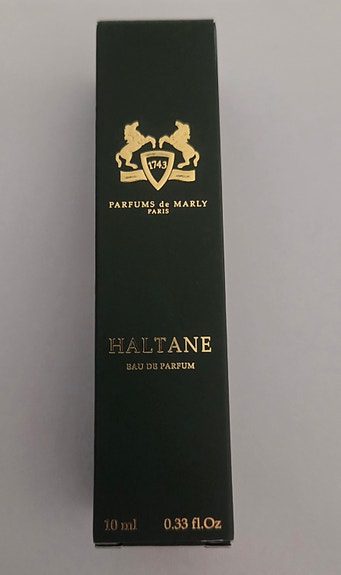 1743
PARFUMS de MARLY
PARIS
HALTANE
EAU DE PARFUM
10 ml 0.33 fl.Oz